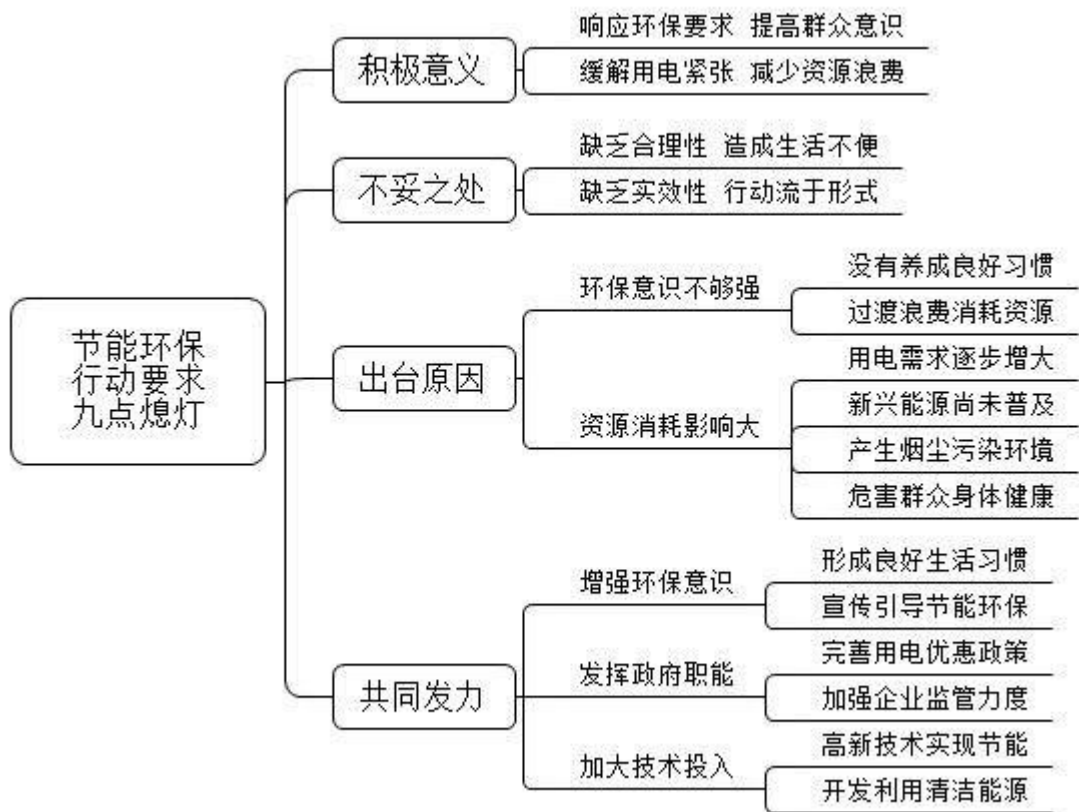 节能环保
行动要求
九点熄灯
积极意义
响应环保要求 提高群众意识
缓解用电紧张 减少资源浪费
不妥之处
缺乏合理性 造成生活不便
缺乏实效性 行动流于形式
出台原因
环保意识不够强
没有养成良好习惯
过渡浪费消耗资源
资源消耗影响大
用电需求逐步增大
新兴能源尚未普及
产生烟尘污染环境
危害群众身体健康
共同发力
增强环保意识
形成良好生活习惯
宣传引导节能环保
发挥政府职能
完善用电优惠政策
加强企业监管力度
加大技术投入
高新技术实现节能
开发利用清洁能源